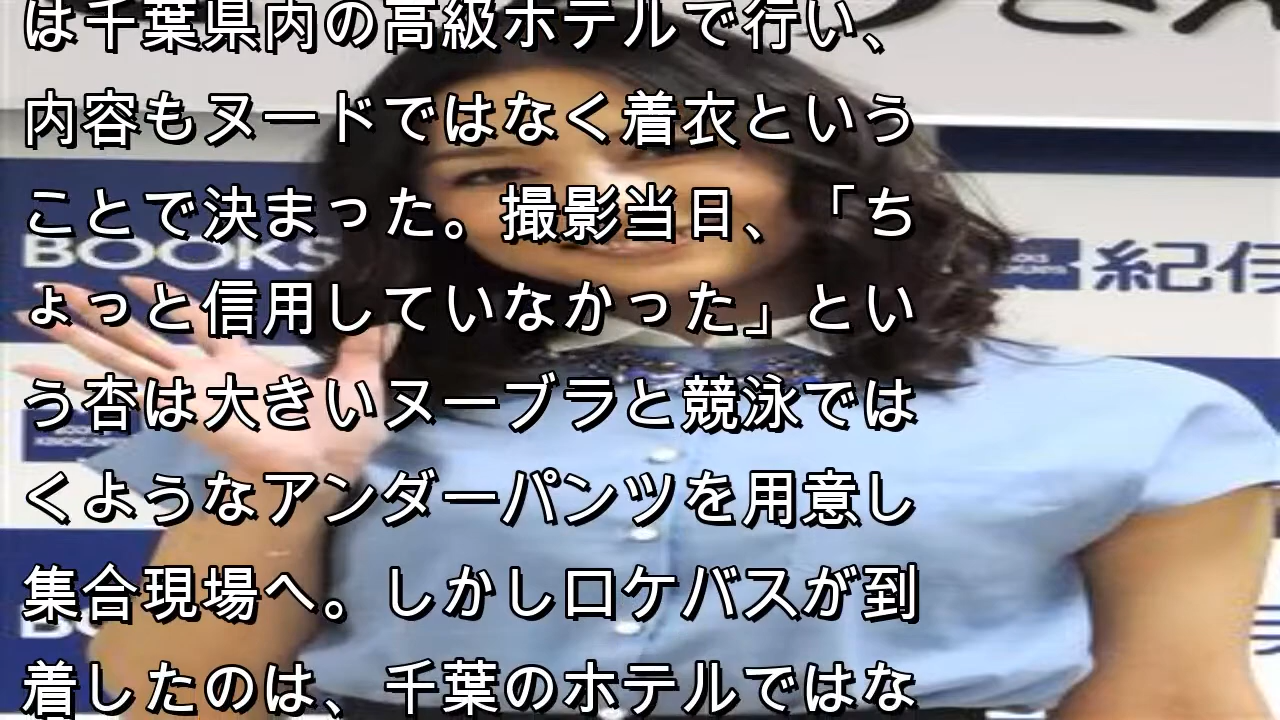 は千葉県内の高級ホテルで行い、
内容もヌードではなく着衣という
ことで決まった。撮影当日、「ち
ょっと信用していなかった」とい
う杏は大きいヌーブラと競泳では
くようなアンダーパンツを用意し
集合現場へ。しかしロケバスが到
着したのは、千葉のホテルではな
BOOKS
紀伊